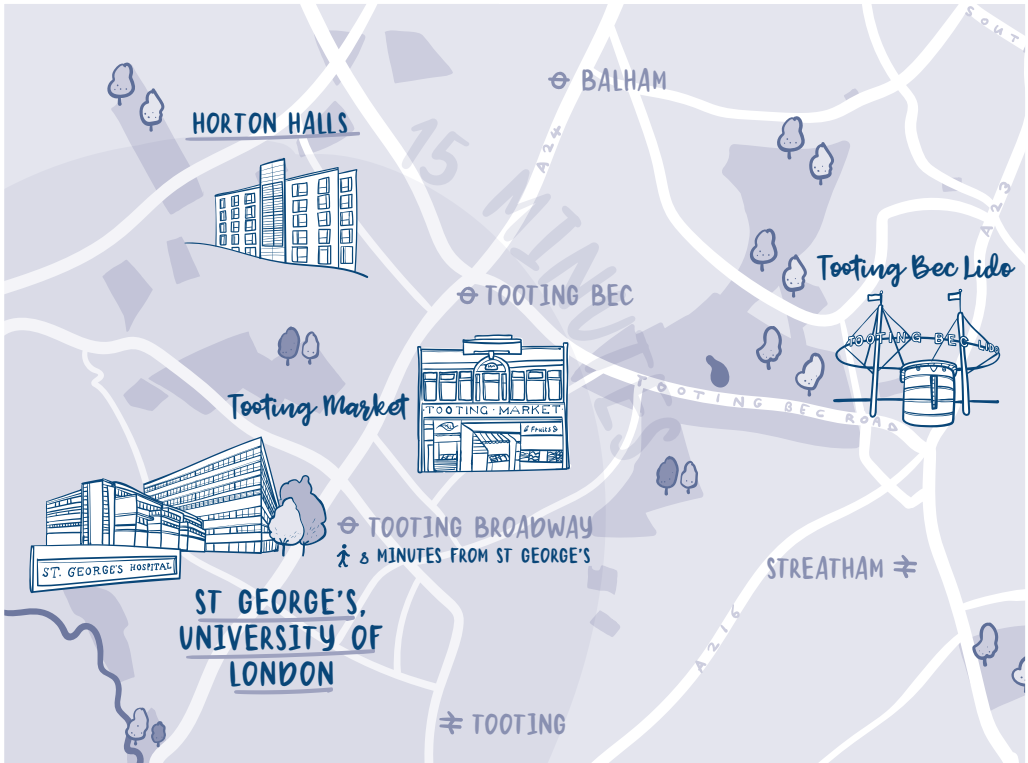 SOUT
BALHAM
HORTON HALLS
15 MINUTES
A24
A23
Tooting Bec Lido
TOOTING BEC
TOOTING BEC LIDO
TOOTING BEC ROAD
Tooting Market
TOOTING·MARKET
Fruits
TOOTING BROADWAY
8 MINUTES FROM ST GEORGE'S
ST. GEORGE'S HOSPITAL
STREATHAM
ST GEORGE'S,
UNIVERSITY OF
LONDON
A216
TOOTING